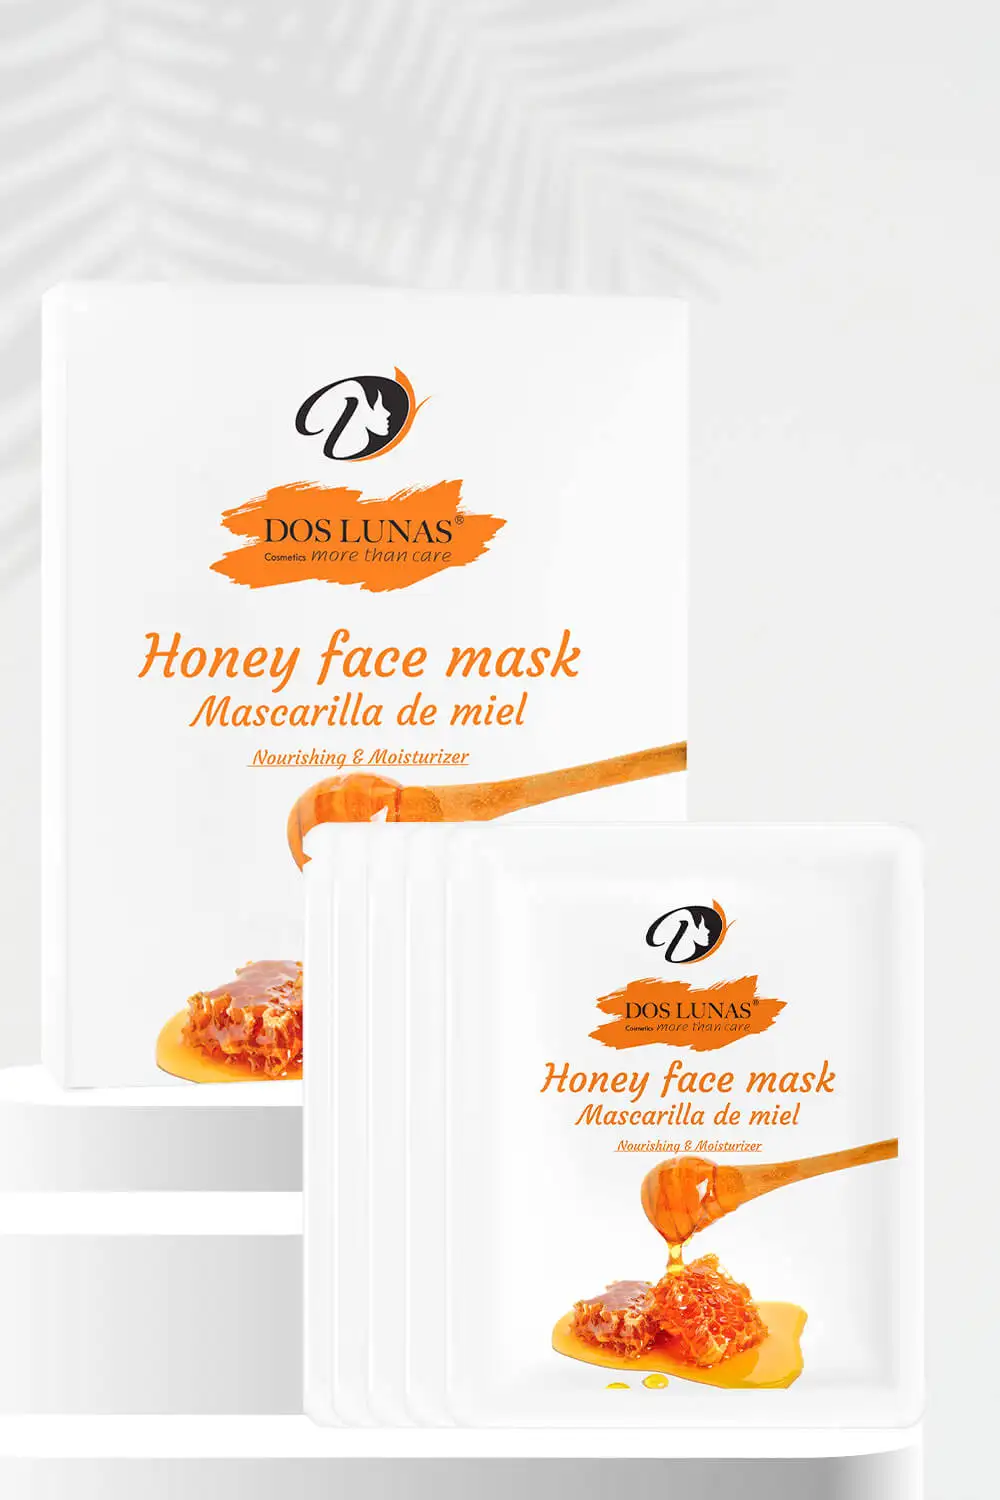 DOS LUNAS®
Cosmetics more than care
Honey face mask
Mascarilla de miel
Nourishing & Moisturizer
DOS LUNAS®
Cosmetics more than care
Honey face mask
Mascarilla de miel
Nourishing & Moisturizer